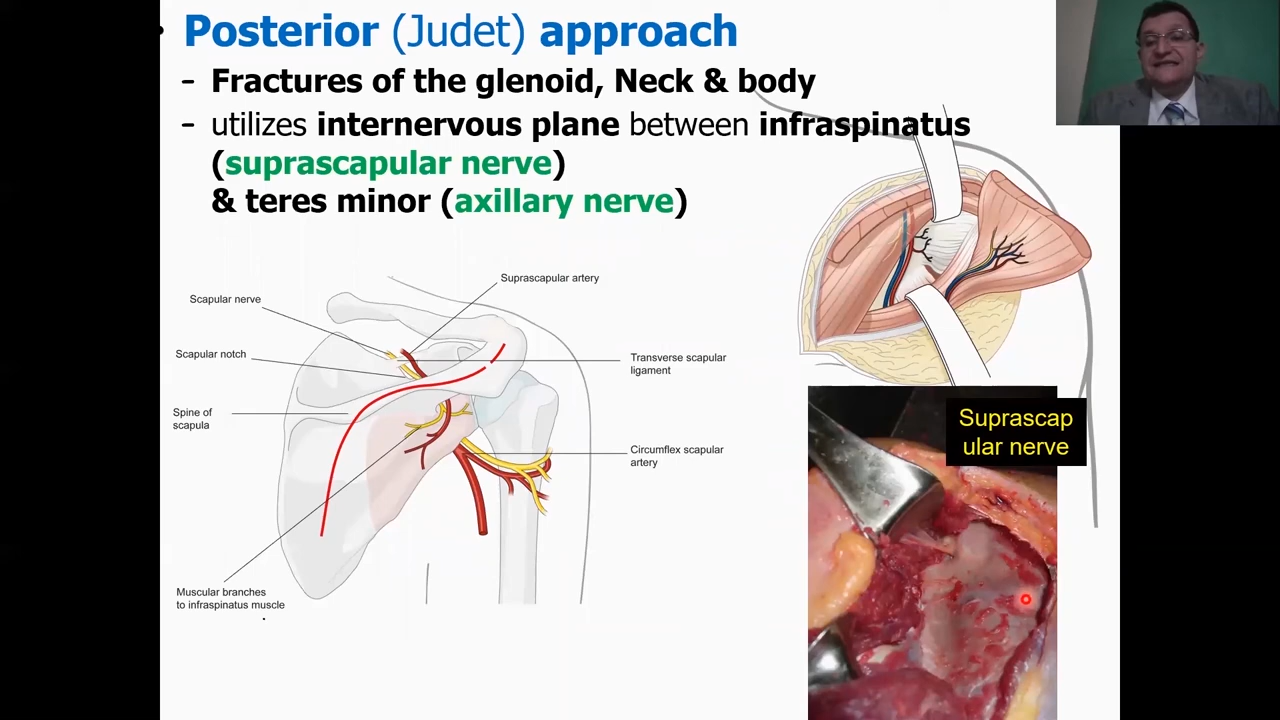 • Posterior (Judet) approach
- Fractures of the glenoid, Neck & body
- utilizes internervous plane between infraspinatus
(suprascapular nerve)
& teres minor (axillary nerve)
Suprascapular artery
Scapular nerve
Scapular notch
Transverse scapular
ligament
Spine of
scapula
Circumflex scapular
artery
Muscular branches
to infraspinatus muscle
Suprascap
ular nerve